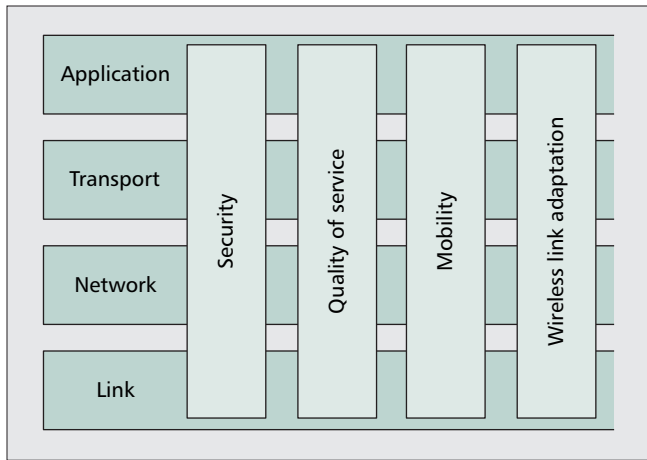 Application
Transport
Network
Link
Security
Quality of service
Mobility
Wireless link adaptation